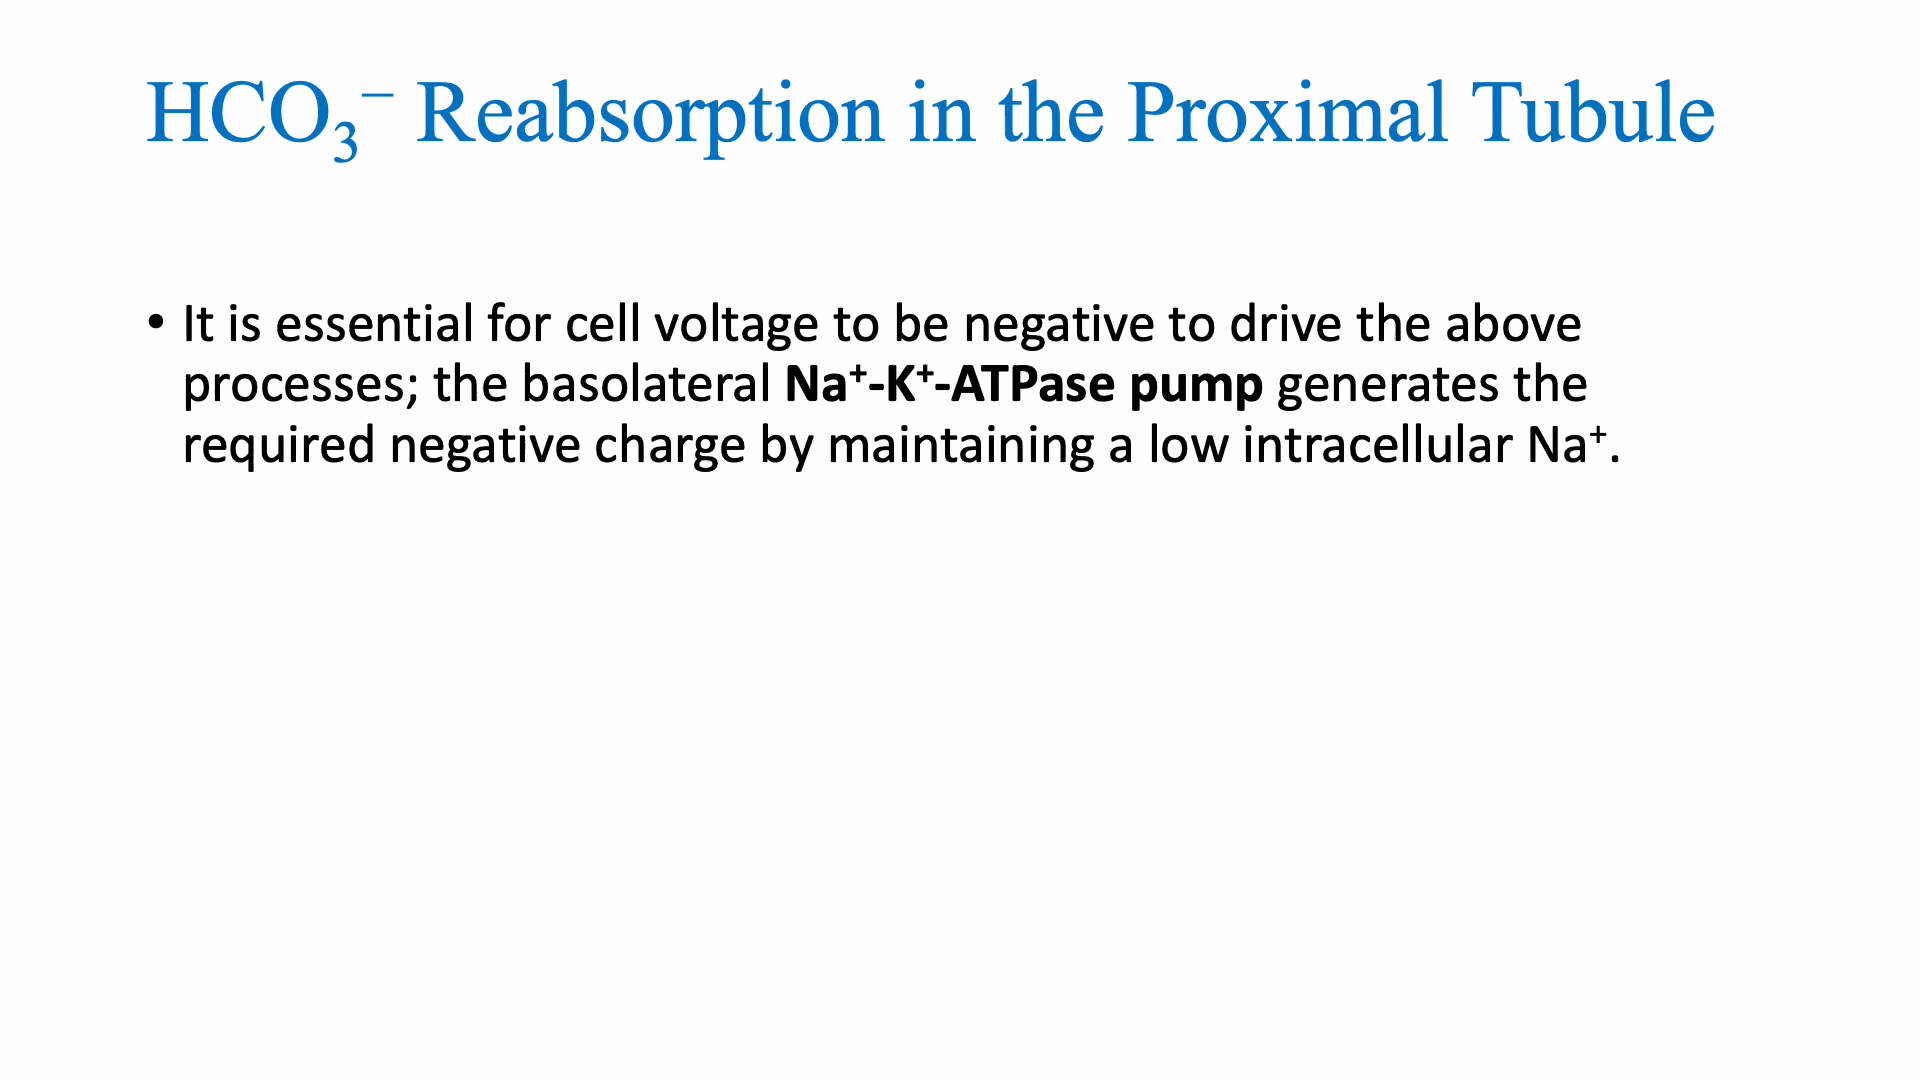 HCO₃⁻ Reabsorption in the Proximal Tubule
• It is essential for cell voltage to be negative to drive the above
processes; the basolateral Na⁺-K⁺-ATPase pump generates the
required negative charge by maintaining a low intracellular Na⁺.